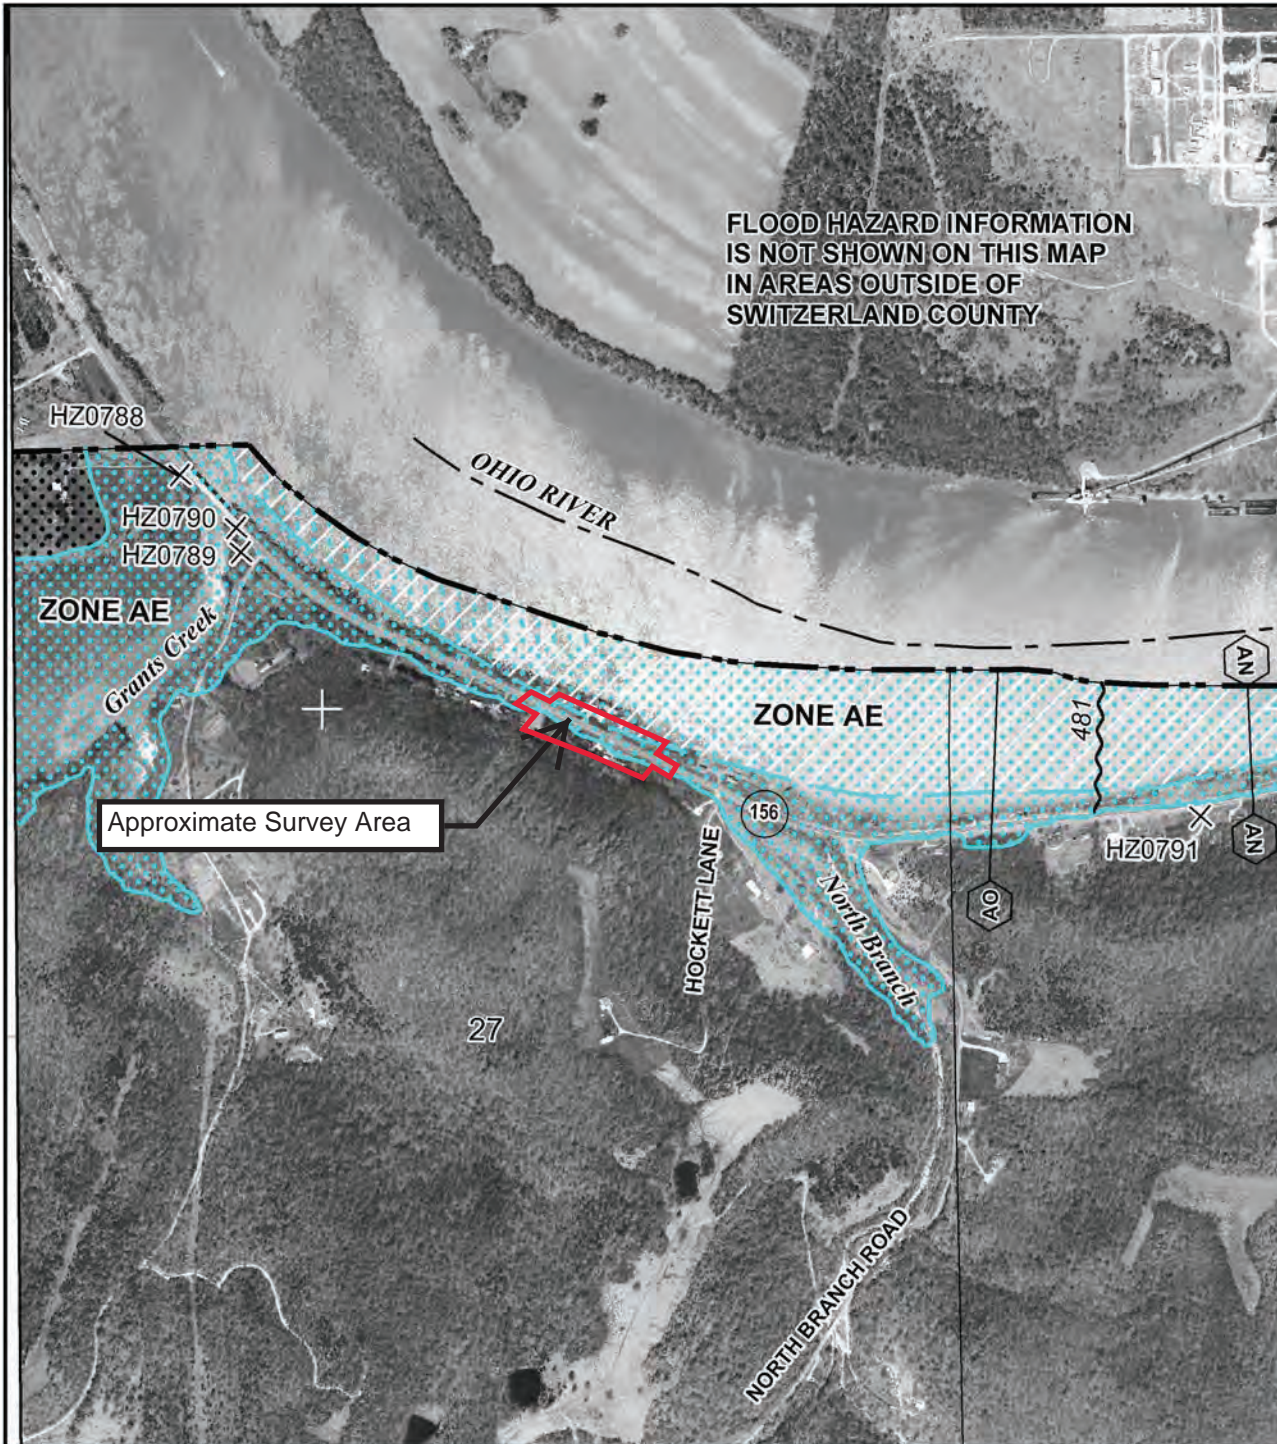 FLOOD HAZARD INFORMATION
IS NOT SHOWN ON THIS MAP
IN AREAS OUTSIDE OF
SWITZERLAND COUNTY
HZ0788
OHIO RIVER
HZ0790
HZ0789
ZONE AE
Grants Creek
AN
ZONE AE
481
Approximate Survey Area
156
HZ0791
AN
HOCKETT LANE
North Branch
AO
27
NORTH BRANCH ROAD